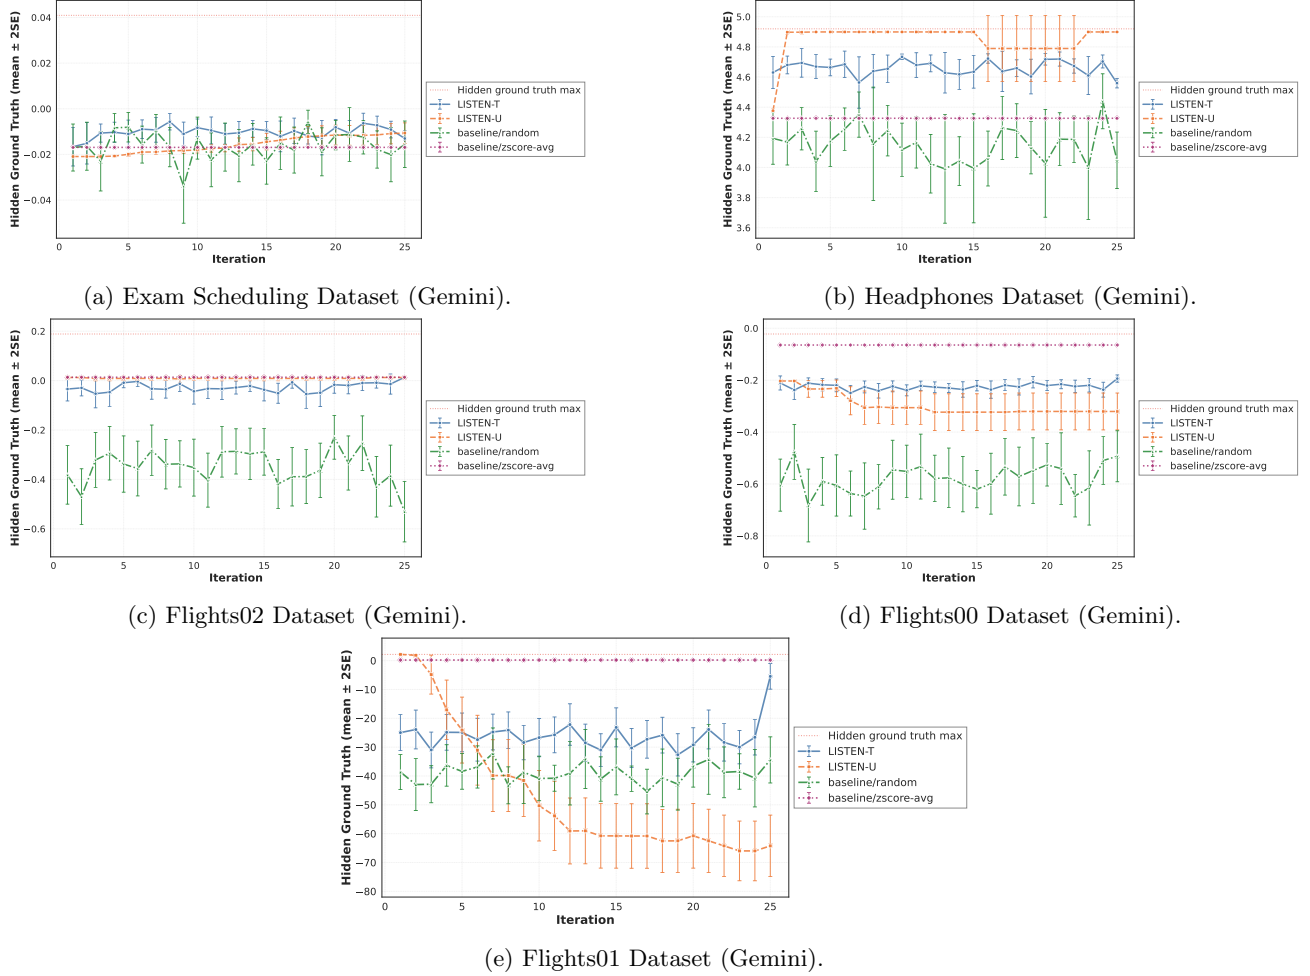 Hidden Ground Truth (mean ± 2SE)
0.04
0.02
0.00
−0.02
−0.04
0 5 10 15 20 25
Iteration
Hidden ground truth max
LISTEN-T
LISTEN-U
baseline/random
baseline/zscore-avg
(a) Exam Scheduling Dataset (Gemini).
Hidden Ground Truth (mean ± 2SE)
5.0
4.8
4.6
4.4
4.2
4.0
3.8
3.6
0 5 10 15 20 25
Iteration
Hidden ground truth max
LISTEN-T
LISTEN-U
baseline/random
baseline/zscore-avg
(b) Headphones Dataset (Gemini).
Hidden Ground Truth (mean ± 2SE)
0.2
0.0
−0.2
−0.4
−0.6
0 5 10 15 20 25
Iteration
Hidden ground truth max
LISTEN-T
LISTEN-U
baseline/random
baseline/zscore-avg
(c) Flights02 Dataset (Gemini).
Hidden Ground Truth (mean ± 2SE)
0.0
−0.2
−0.4
−0.6
−0.8
0 5 10 15 20 25
Iteration
Hidden ground truth max
LISTEN-T
LISTEN-U
baseline/random
baseline/zscore-avg
(d) Flights00 Dataset (Gemini).
Hidden Ground Truth (mean ± 2SE)
0
−10
−20
−30
−40
−50
−60
−70
−80
0 5 10 15 20 25
Iteration
Hidden ground truth max
LISTEN-T
LISTEN-U
baseline/random
baseline/zscore-avg
(e) Flights01 Dataset (Gemini).